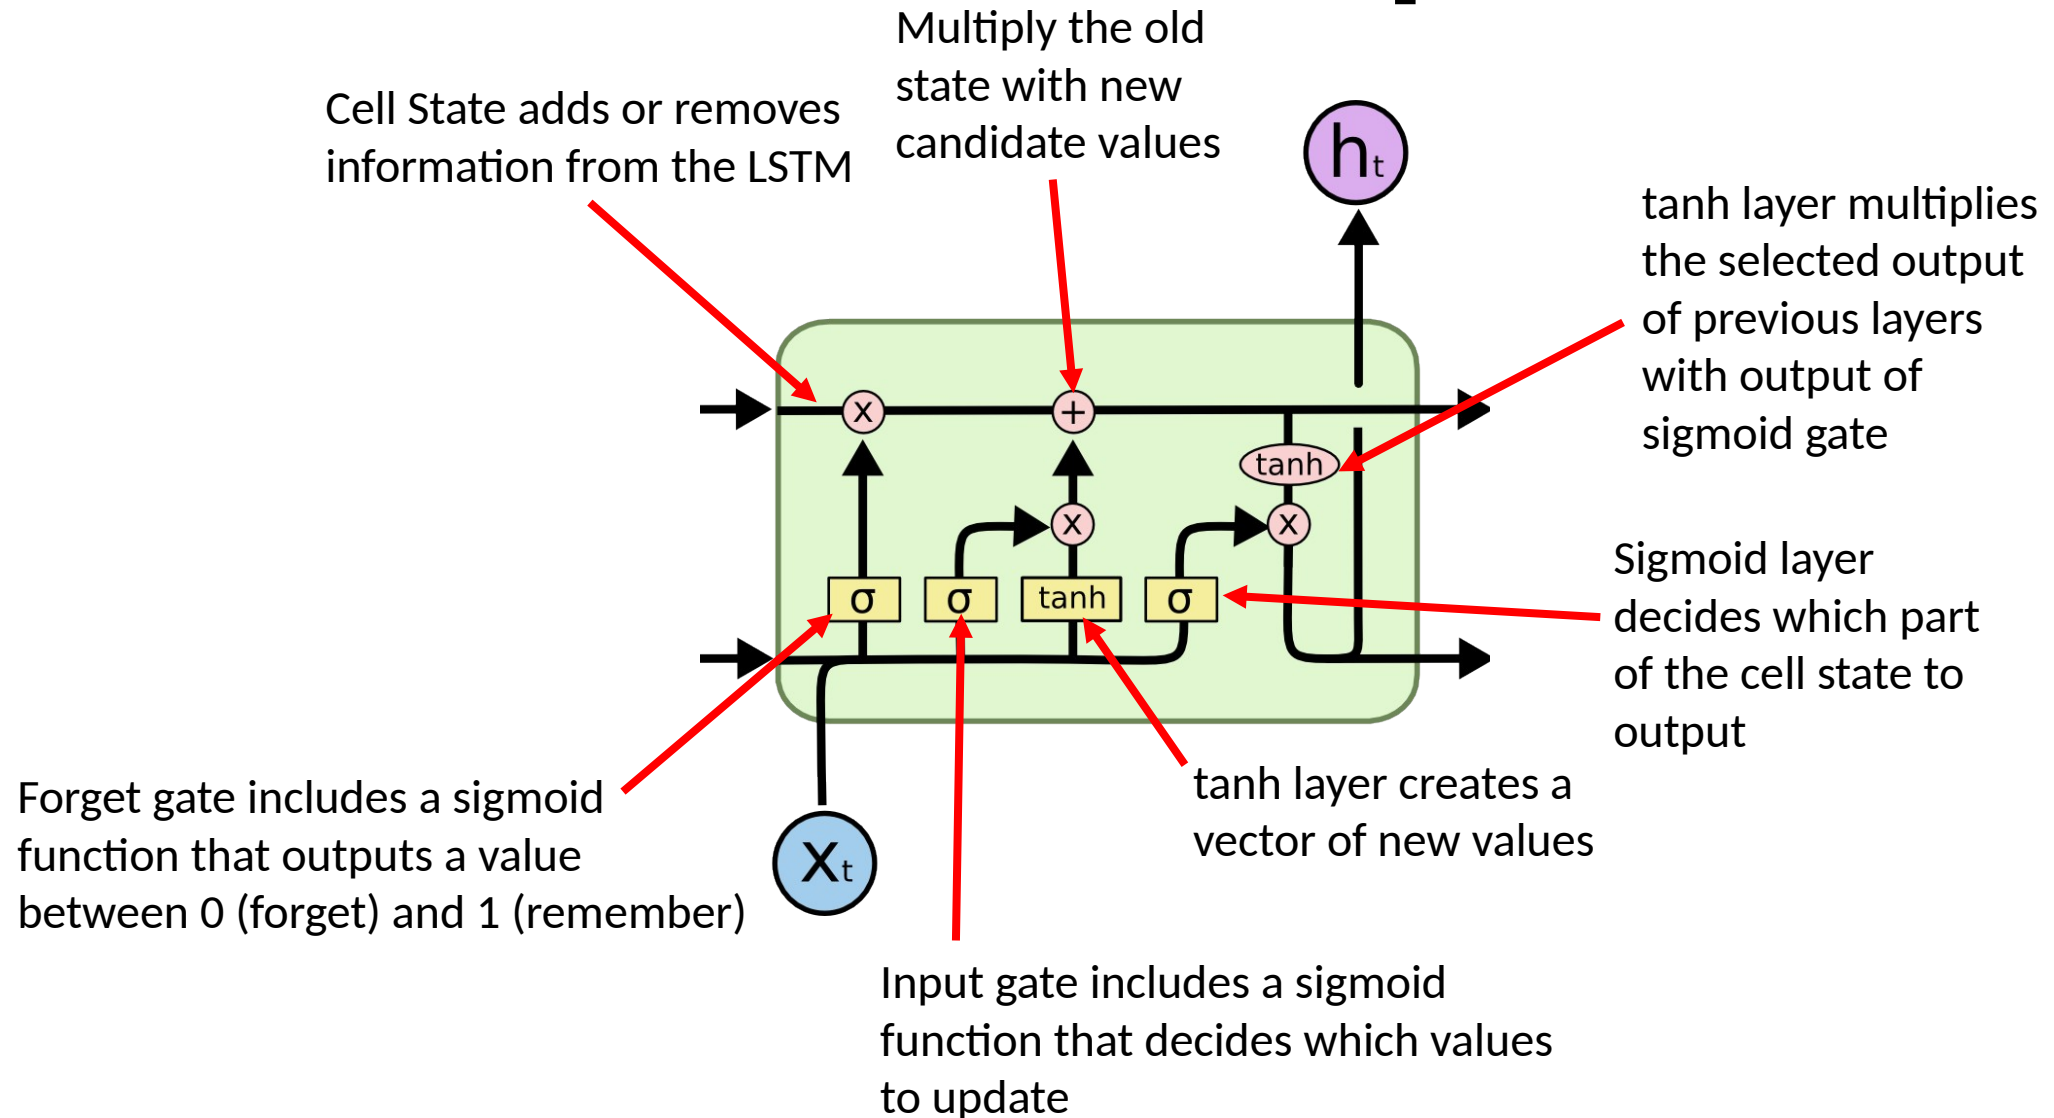 Multiply the old
state with new
candidate values
Cell State adds or removes
information from the LSTM
ht
tanh layer multiplies
the selected output
of previous layers
with output of
sigmoid gate
x
+
tanh
x
x
σ
σ
tanh
σ
Sigmoid layer
decides which part
of the cell state to
output
tanh layer creates a
vector of new values
Forget gate includes a sigmoid
function that outputs a value
between 0 (forget) and 1 (remember)
Xt
Input gate includes a sigmoid
function that decides which values
to update